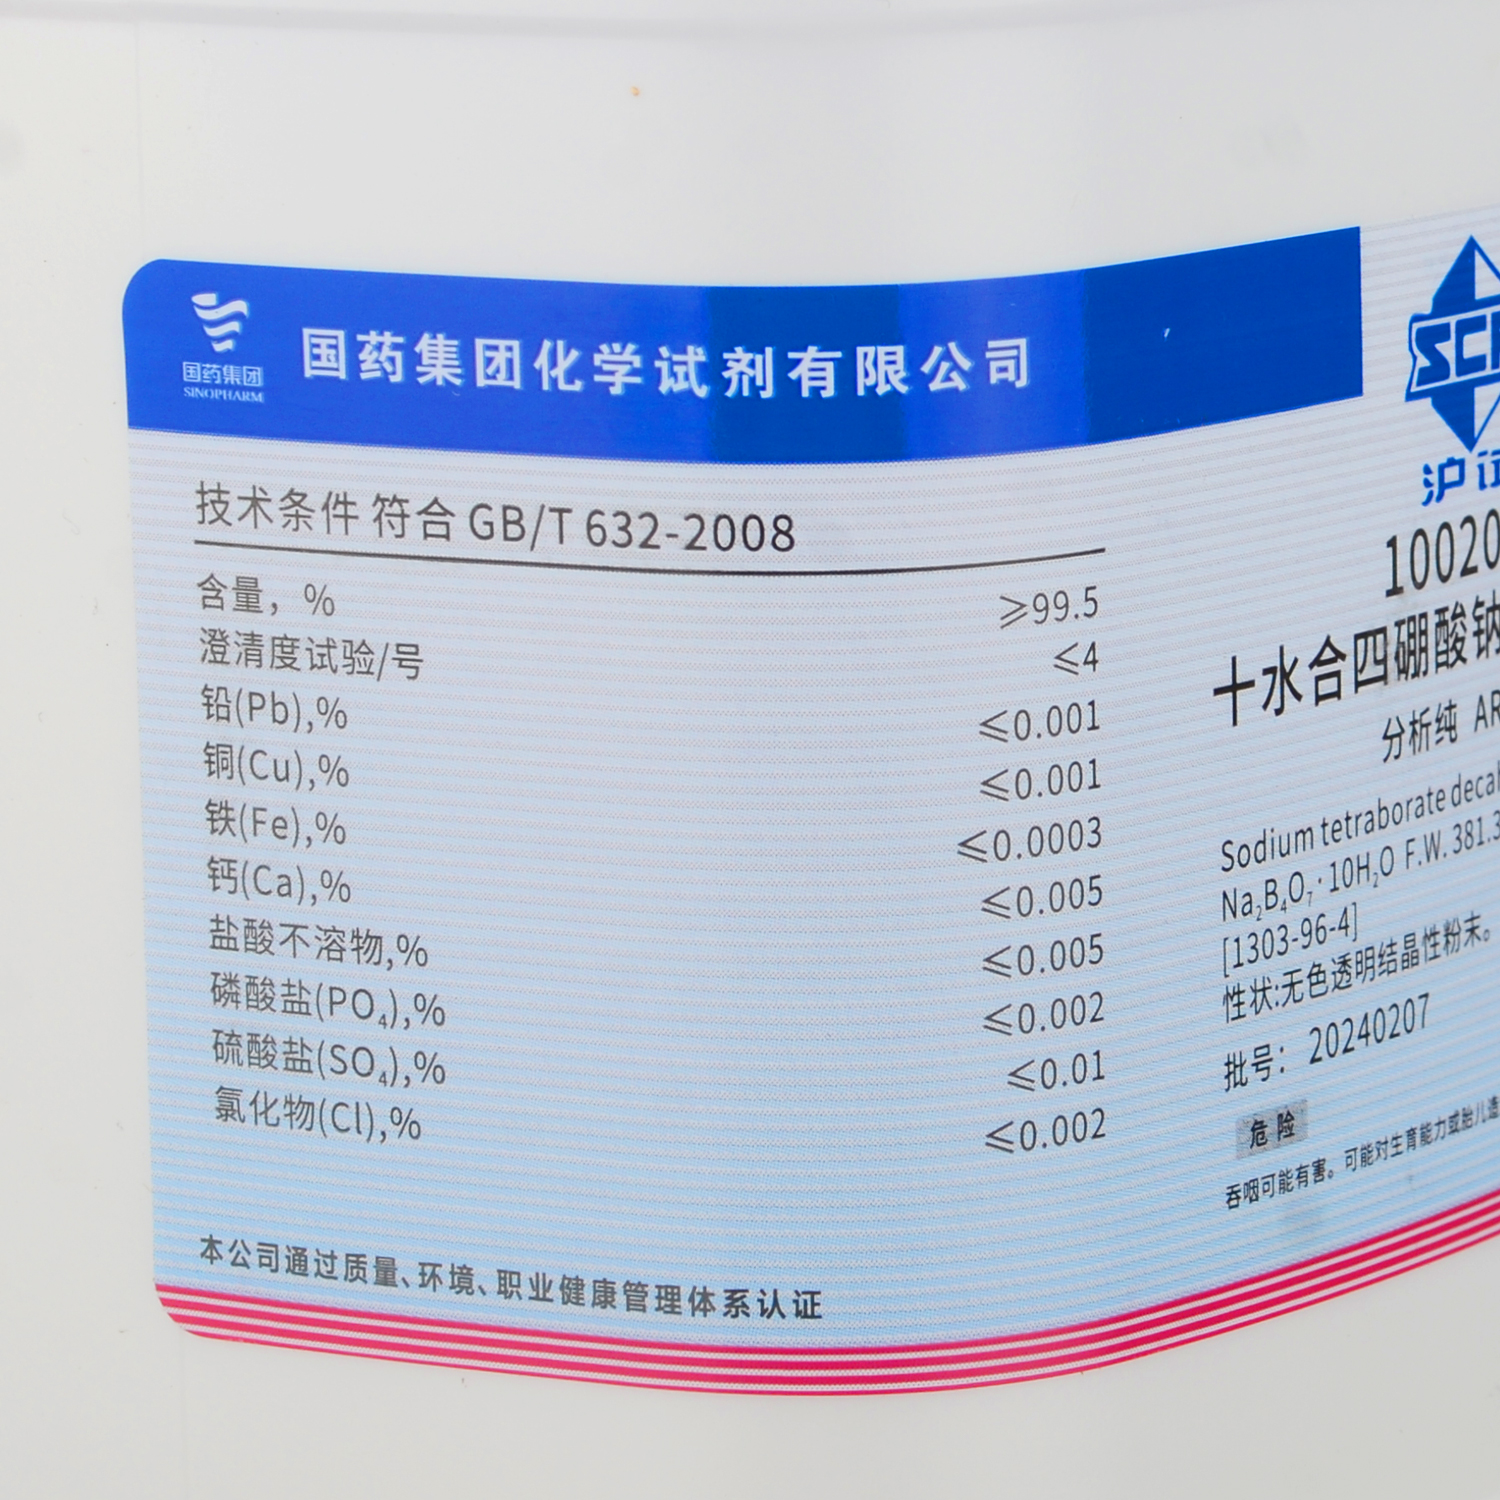 国药集团
SINOPHARM
国药集团化学试剂有限公司
技术条件 符合 GB/T 632-2008
含量，% ≥99.5
澄清度试验/号 ≤4
铅(Pb),% ≤0.001
铜(Cu),% ≤0.001
铁(Fe),% ≤0.0003
钙(Ca),% ≤0.005
盐酸不溶物,% ≤0.005
磷酸盐(PO₄),% ≤0.002
硫酸盐(SO₄),% ≤0.01
氯化物(Cl),% ≤0.002
本公司通过质量、环境、职业健康管理体系认证
沪
10020
十水合四硼酸钠
分析纯 AR
Sodium tetraborate
Na₂B₄O₇·10H₂O F.W. 381.3
[1303-96-4]
性状:无色透明结晶性粉末。
批号： 20240207
危险
吞咽可能有害。可能对生育能力或胎儿造